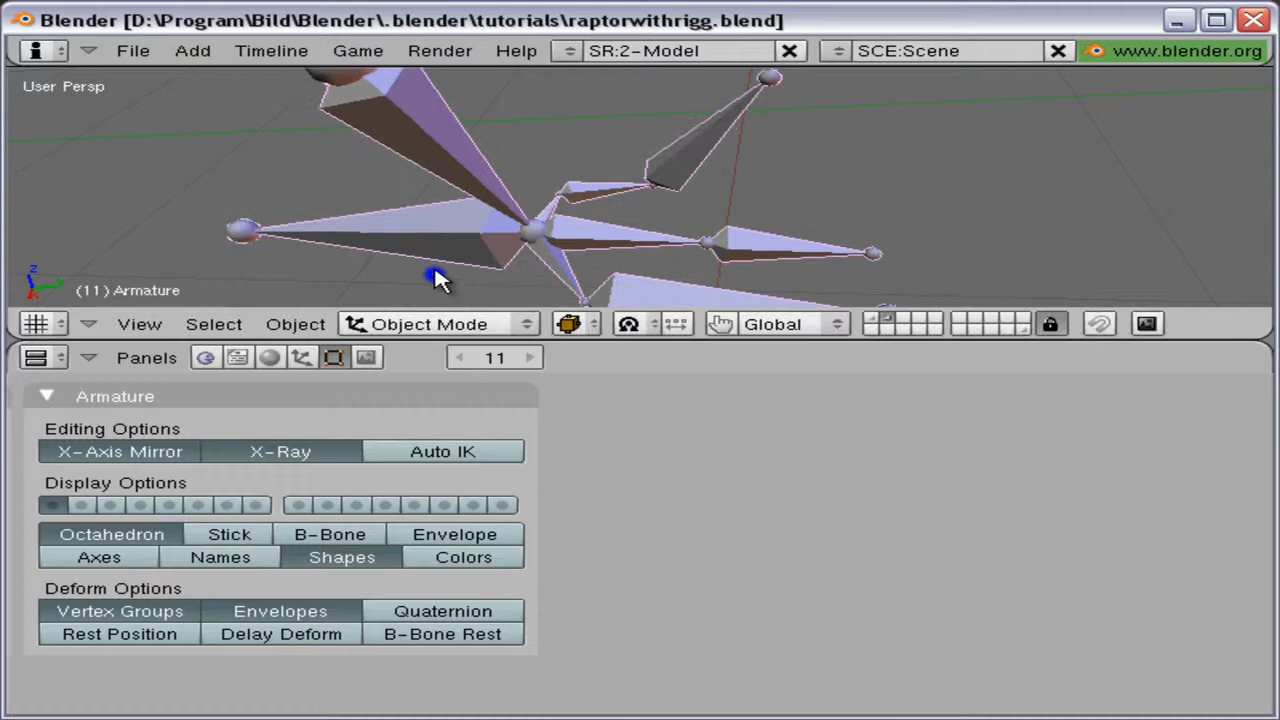 Blender [D:\Program\Bild\Blender\.blender\tutorials\raptorwithrigg.blend]
File Add Timeline Game Render Help SR:2-Model SCE:Scene www.blender.org
User Persp
z
x
(11) Armature
View Select Object Object Mode Global
Panels 11
Armature
Editing Options
X-Axis Mirror X-Ray Auto IK
Display Options
Octahedron Stick B-Bone Envelope
Axes Names Shapes Colors
Deform Options
Vertex Groups Envelopes Quaternion
Rest Position Delay Deform B-Bone Rest